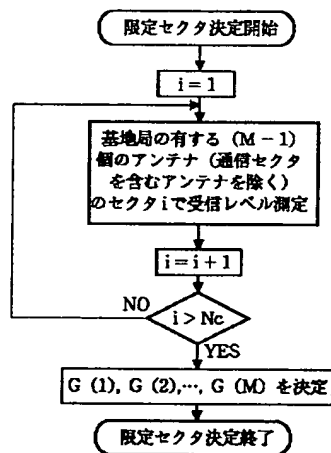 限定セクタ決定開始
i=1
基地局の有する(M-1)
個のアンテナ(通信セクタ
を含むアンテナを除く)
のセクタiで受信レベル測定
i=i+1
NO
i>Nc
YES
G (1), G (2),…, G (M) を決定
限定セクタ決定終了